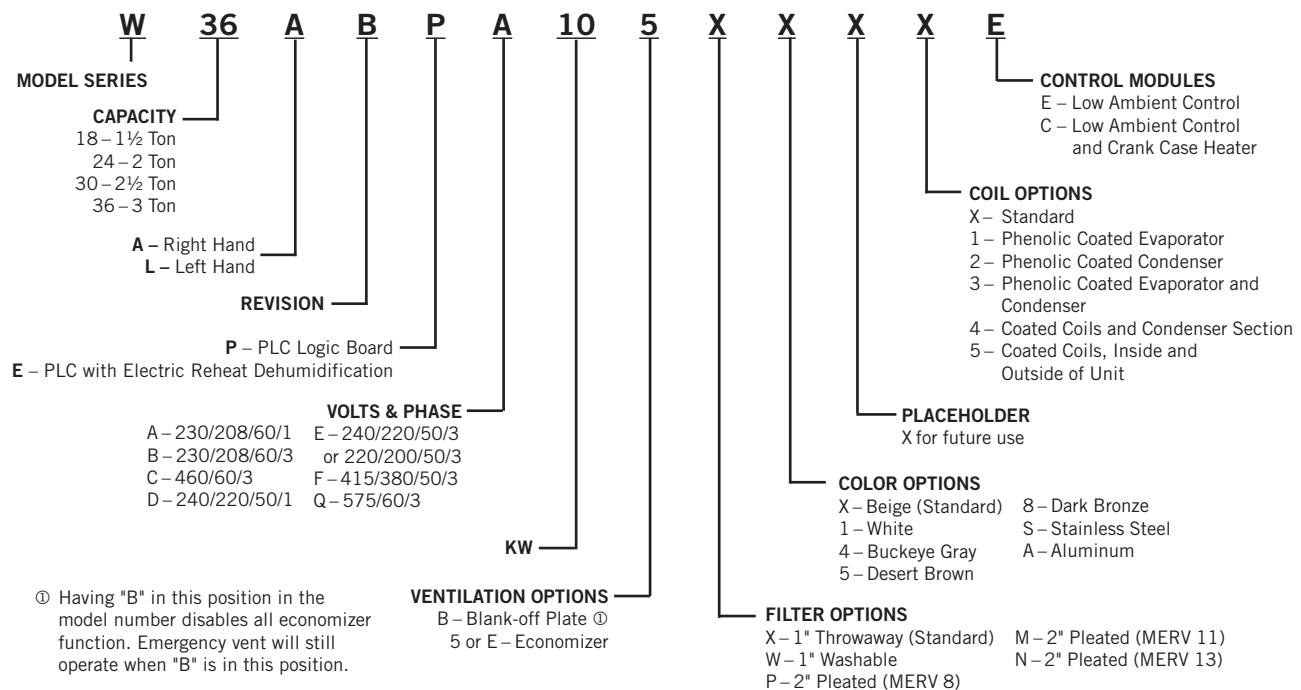 W 36 A B P A 10 5 X X X X E
MODEL SERIES
CAPACITY
18 – 1½ Ton
24 – 2 Ton
30 – 2½ Ton
36 – 3 Ton
A – Right Hand
L – Left Hand
REVISION
P – PLC Logic Board
E – PLC with Electric Reheat Dehumidification
VOLTS & PHASE
A – 230/208/60/1
B – 230/208/60/3
C – 460/60/3
D – 240/220/50/1
E – 240/220/50/3
or 220/200/50/3
F – 415/380/50/3
Q – 575/60/3
KW
VENTILATION OPTIONS
B – Blank-off Plate ①
5 or E – Economizer
① Having "B" in this position in the
model number disables all economizer
function. Emergency vent will still
operate when "B" is in this position.
CONTROL MODULES
E – Low Ambient Control
C – Low Ambient Control
and Crank Case Heater
COIL OPTIONS
X – Standard
1 – Phenolic Coated Evaporator
2 – Phenolic Coated Condenser
3 – Phenolic Coated Evaporator and
Condenser
4 – Coated Coils and Condenser Section
5 – Coated Coils, Inside and
Outside of Unit
PLACEHOLDER
X for future use
COLOR OPTIONS
X – Beige (Standard)
1 – White
4 – Buckeye Gray
5 – Desert Brown
8 – Dark Bronze
S – Stainless Steel
A – Aluminum
FILTER OPTIONS
X – 1" Throwaway (Standard)
W – 1" Washable
P – 2" Pleated (MERV 8)
M – 2" Pleated (MERV 11)
N – 2" Pleated (MERV 13)